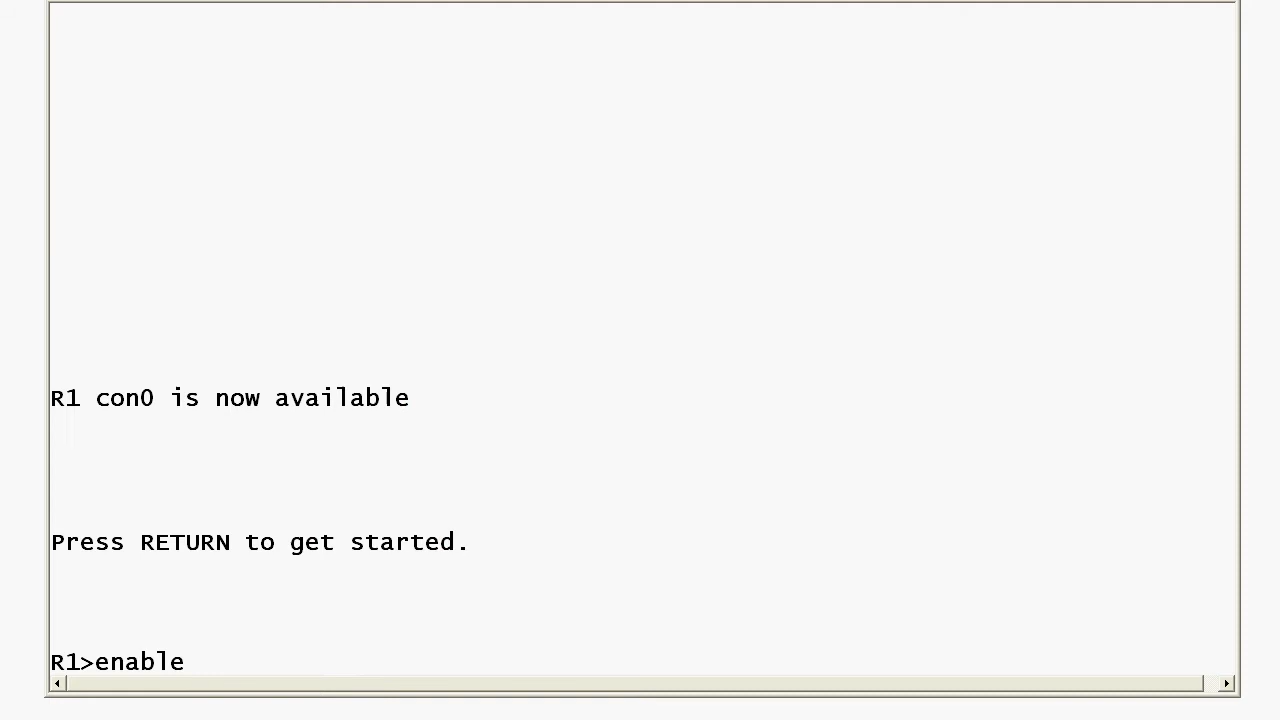 R1 con0 is now available
Press RETURN to get started.
R1>enable